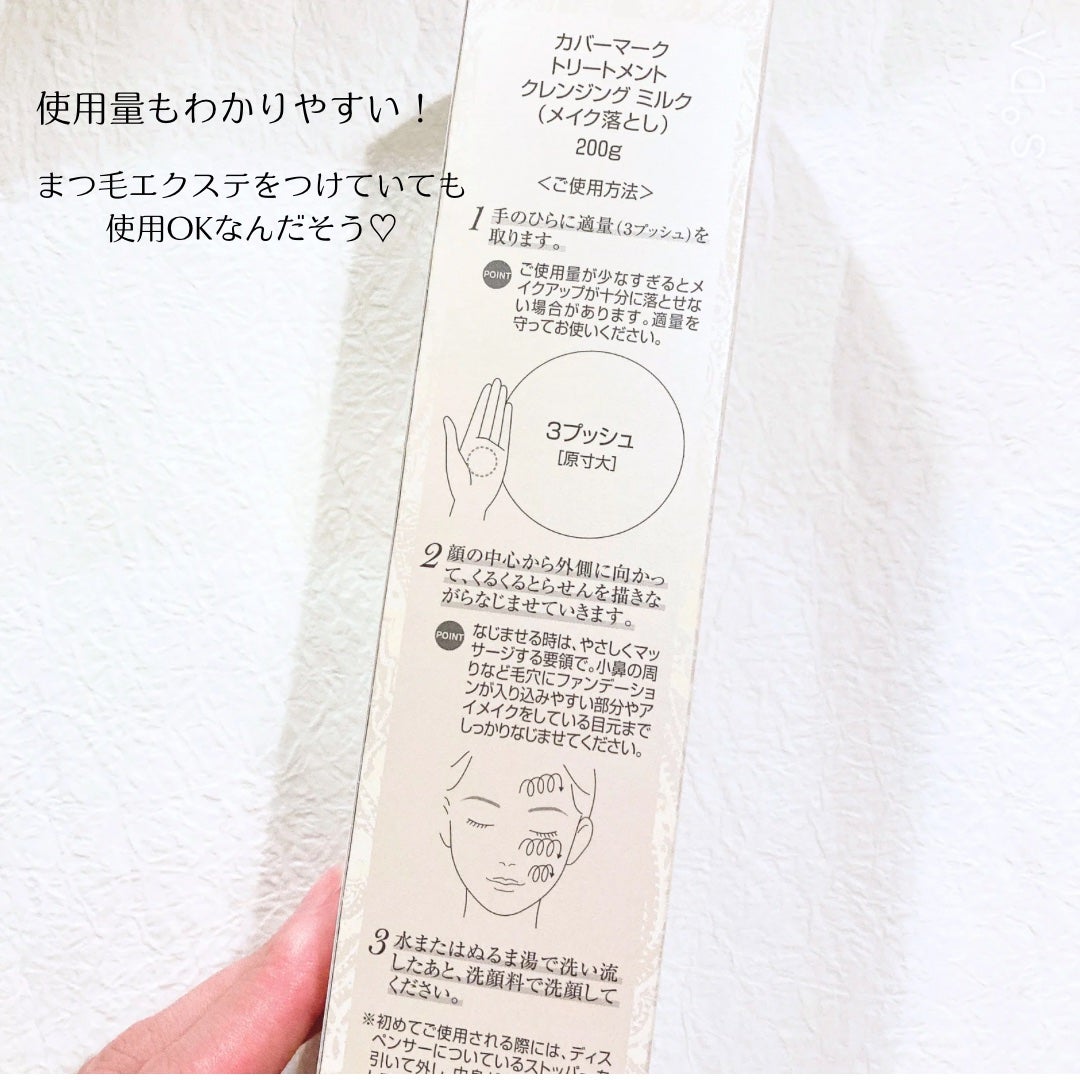 使用量もわかりやすい！
まつ毛エクステをつけていても
使用OKなんだそう♡
カバーマーク
トリートメント
クレンジング ミルク
（メイク落とし）
200g
＜ご使用方法＞
1 手のひらに適量（3プッシュ）を
取ります。
POINT ご使用量が少なすぎるとメ
イクアップが十分に落とせな
い場合があります。適量を
守ってお使いください。
3プッシュ
[原寸大]
2 顔の中心から外側に向かっ
て、くるくるとらせんを描きな
がらなじませていきます。
POINT なじませる時は、やさしくマッ
サージする要領で。小鼻の周
りなど毛穴にファンデーショ
ンが入り込みやすい部分やア
イメイクをしている目元まで
しっかりなじませてください。
3 水またはぬるま湯で洗い流
したあと、洗顔料で洗顔して
ください。
※初めてご使用される際には、ディス
ペンサーについているストッパーを
引いて外し、